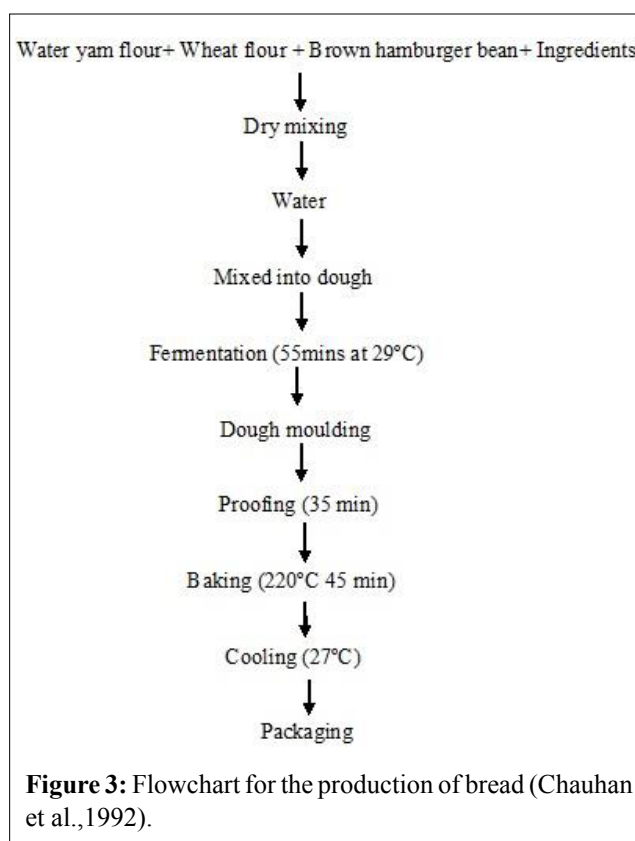 Water yam flour+ Wheat flour + Brown hamburger bean+ Ingredients
Dry mixing
Water
Mixed into dough
Fermentation (55mins at 29°C)
Dough moulding
Proofing (35 min)
Baking (220°C 45 min)
Cooling (27°C)
Packaging
Figure 3: Flowchart for the production of bread (Chauhan
et al.,1992).